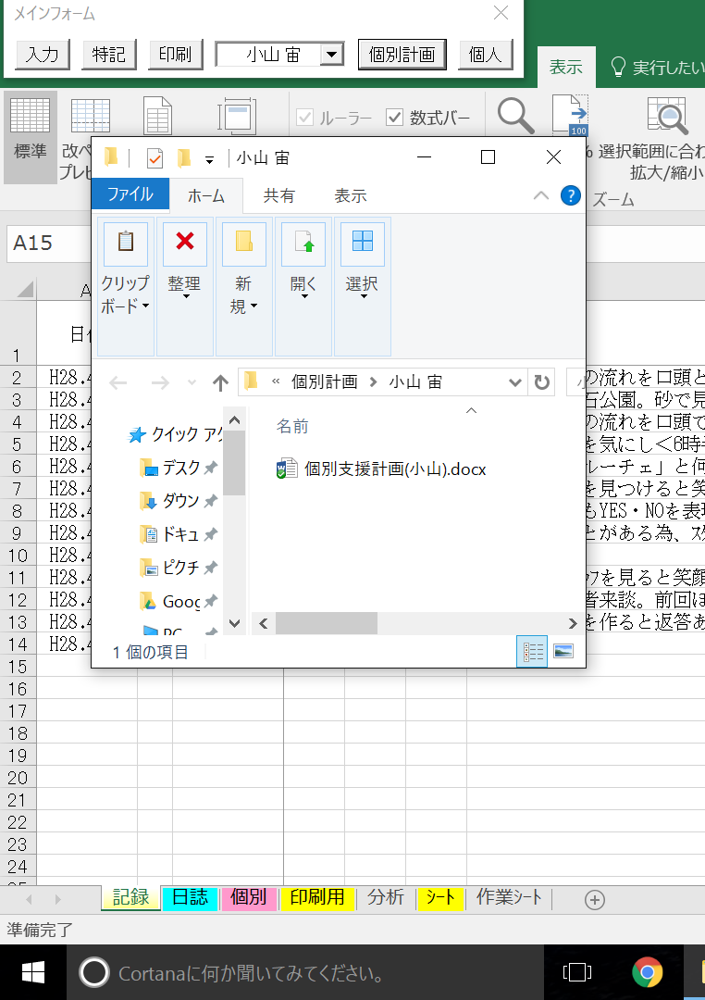 メインフォーム
入力 特記 印刷 小山 宙 個別計画 個人
表示 実行したい
標準 改ペ
プレビ
ルーラー 数式バー
100
% 選択範囲に合わ
拡大/縮小
ズーム
小山 宙
ファイル ホーム 共有 表示
クリップボード
整理
新規
開く
選択
« 個別計画 > 小山 宙
クイック アク
デスク
ダウン
ドキュ
ピクチ
Goog
PC
名前
個別支援計画(小山).docx
1 個の項目
A15
A
日付
1
2 H28.4 の流れを口頭と
3 H28.4 石公園。砂で見
4 H28.4 の流れを口頭で
5 H28.4 を気にし<6時半
6 H28.4 ルーチェ」と何
7 H28.4 を見つけると笑
8 H28.4 もYES・NOを表現
9 H28.4 とがある為、ｽｹ
10 H28.4
11 H28.4 ﾌを見ると笑顔
12 H28.4 者来談。前回ほ
13 H28.4 を作ると返答あ
14 H28.4
15
16
17
18
19
20
21
22
23
24
記録 日誌 個別 印刷用 分析 ｼｰﾄ 作業ｼｰﾄ
準備完了
Cortanaに何か聞いてみてください。